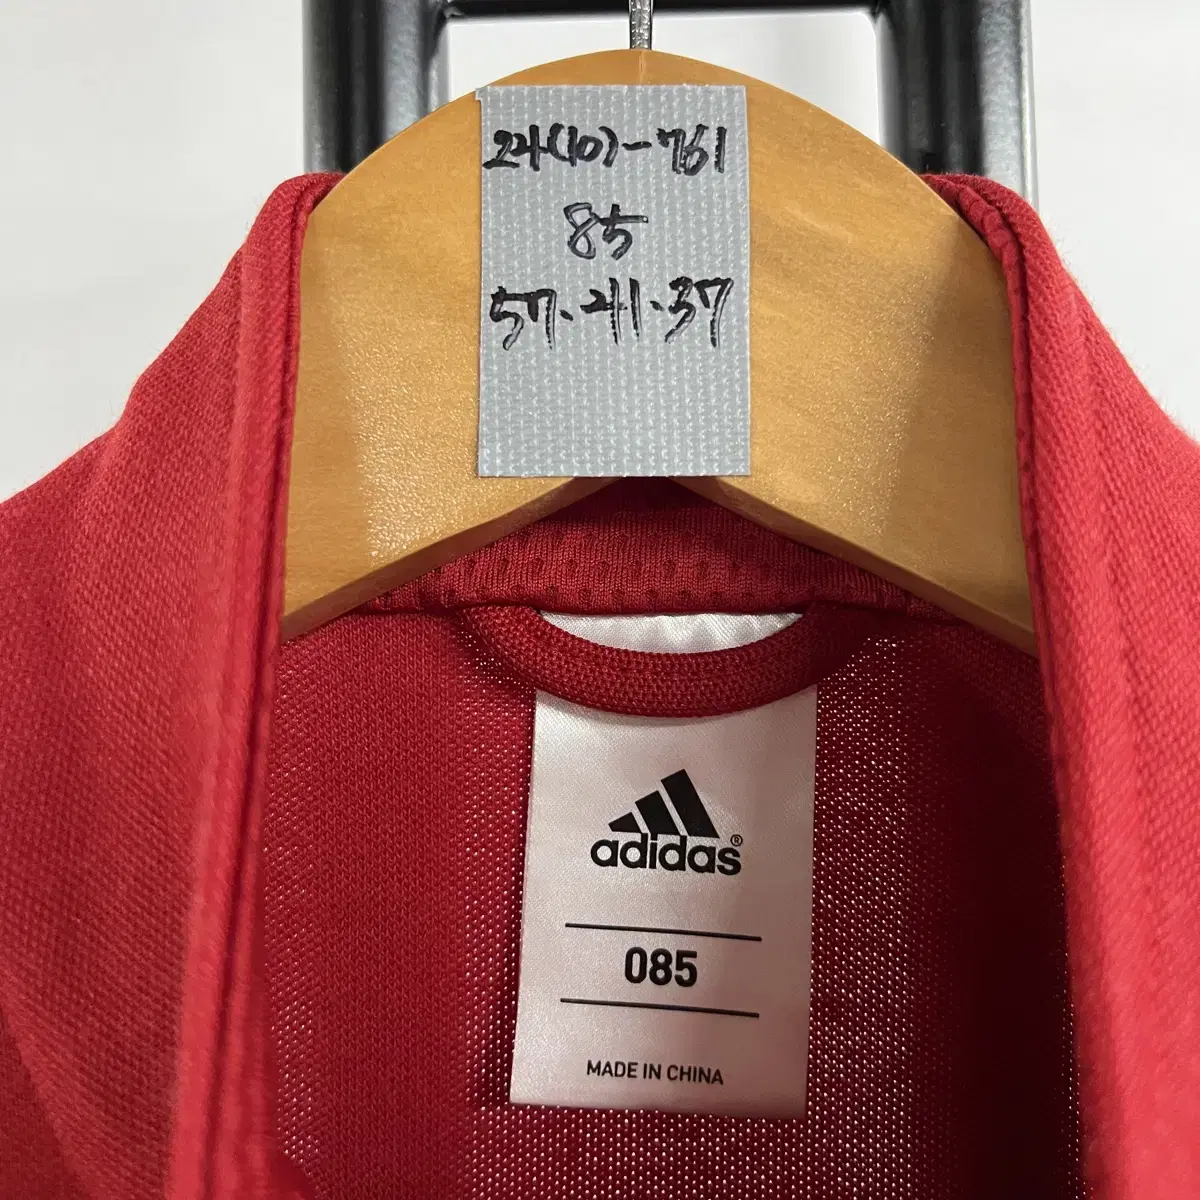 24(10)-761
85
57.41.37
adidas®
085
MADE IN CHINA